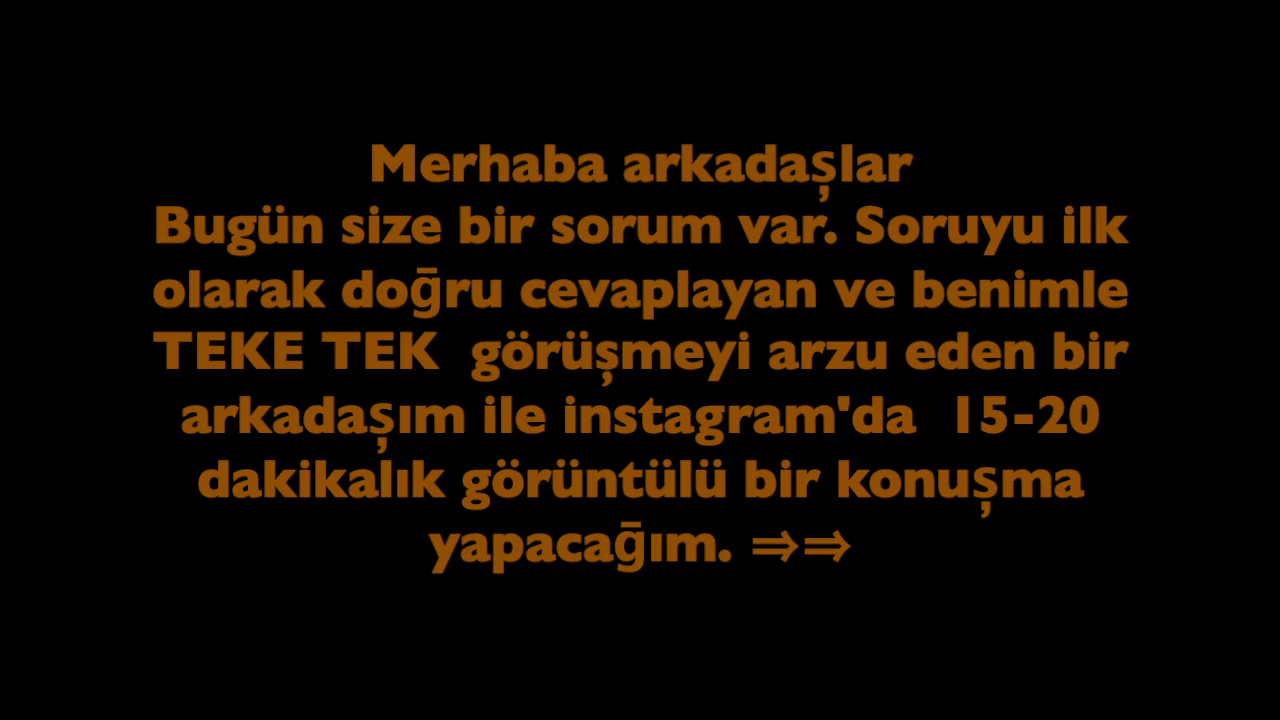 Merhaba arkadaşlar
Bugün size bir sorum var. Soruyu ilk
olarak doğru cevaplayan ve benimle
TEKE TEK  görüşmeyi arzu eden bir
arkadaşım ile instagram'da  15-20
dakikalık görüntülü bir konuşma
yapacağım. ⇒⇒